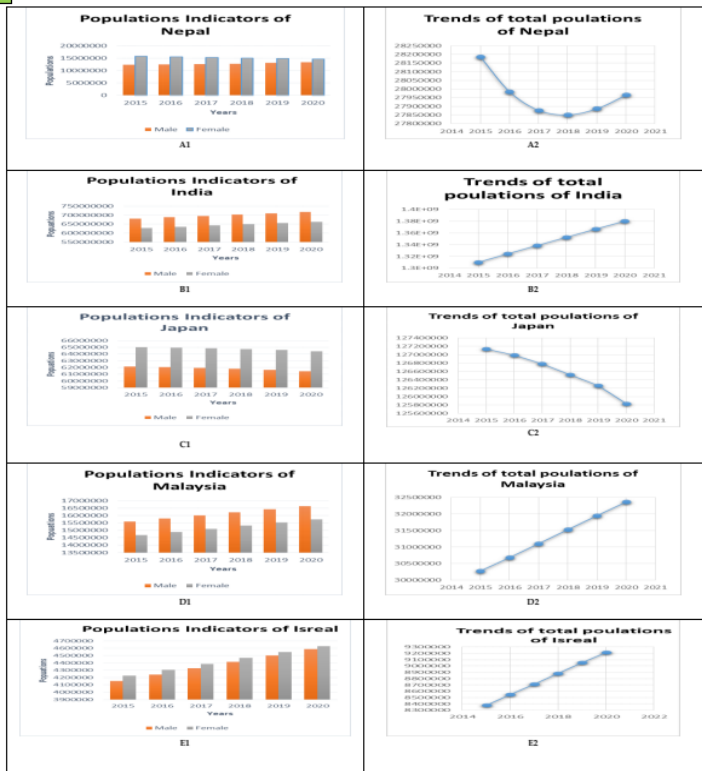 Populations Indicators of
Nepal
20000000
15000000
10000000
5000000
0
Populations
2015 2016 2017 2018 2019 2020
Years
Male Female
A1
Trends of total poulations
of Nepal
28250000
28200000
28150000
28100000
28050000
28000000
27950000
27900000
27850000
27800000
2014 2015 2016 2017 2018 2019 2020 2021
A2
Populations Indicators of
India
750000000
700000000
650000000
600000000
550000000
Populations
2015 2016 2017 2018 2019 2020
Years
Male Female
B1
Trends of total
poulations of India
1.4E+09
1.38E+09
1.36E+09
1.34E+09
1.32E+09
1.3E+09
2014 2015 2016 2017 2018 2019 2020 2021
B2
Populations Indicators of
Japan
66000000
65000000
64000000
63000000
62000000
61000000
60000000
59000000
Populations
2015 2016 2017 2018 2019 2020
Years
Male Female
C1
Trends of total poulations of
Japan
127400000
127200000
127000000
126800000
126600000
126400000
126200000
126000000
125800000
125600000
2014 2015 2016 2017 2018 2019 2020 2021
C2
Populations Indicators of
Malaysia
17000000
16500000
16000000
15500000
15000000
14500000
14000000
13500000
Populations
2015 2016 2017 2018 2019 2020
Years
Male Female
D1
Trends of total poulations of
Malaysia
32500000
32000000
31500000
31000000
30500000
30000000
2014 2015 2016 2017 2018 2019 2020 2021
D2
Populations Indicators of Isreal
4700000
4600000
4500000
4400000
4300000
4200000
4100000
4000000
3900000
Populations
2015 2016 2017 2018 2019 2020
Years
Male Female
E1
Trends of total poulations
of Isreal
9300000
9200000
9100000
9000000
8900000
8800000
8700000
8600000
8500000
8400000
8300000
2014 2016 2018 2020 2022
E2